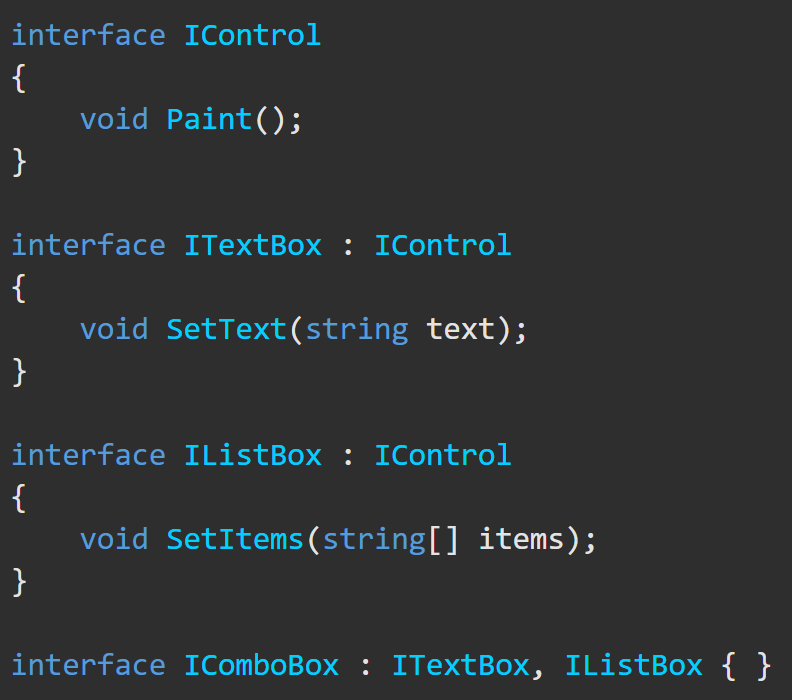 interface IControl
{
    void Paint();
}

interface ITextBox : IControl
{
    void SetText(string text);
}

interface IListBox : IControl
{
    void SetItems(string[] items);
}

interface IComboBox : ITextBox, IListBox { }